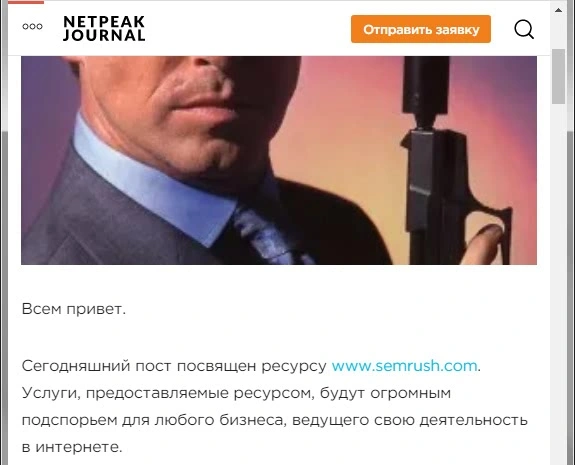 NETPEAK
JOURNAL
Отправить заявку
Всем привет.
Сегодняшний пост посвящен ресурсу www.semrush.com.
Услуги, предоставляемые ресурсом, будут огромным
подспорьем для любого бизнеса, ведущего свою деятельность
в интернете.